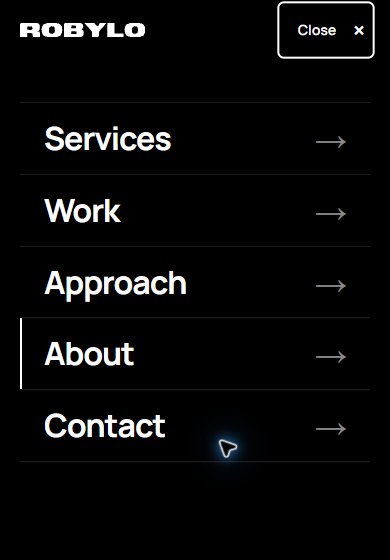 ROBYLO
Close ×
Services →
Work →
Approach →
About →
Contact →